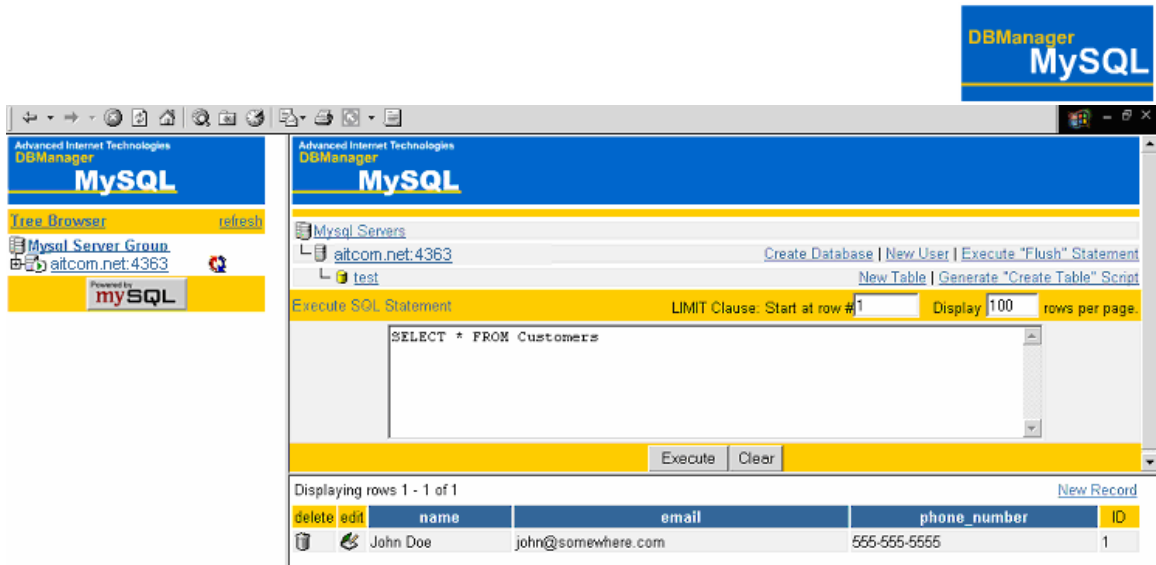 DBManager
MySQL
Advanced Internet Technologies
DBManager
MySQL
Tree Browser refresh
Mysql Server Group
aitcom.net:4363
Powered by
mySQL
Advanced Internet Technologies
DBManager
MySQL
Mysql Servers
aitcom.net:4363 Create Database | New User | Execute "Flush" Statement
test New Table | Generate "Create Table" Script
Execute SQL Statement LIMIT Clause: Start at row # 1 Display 100 rows per page.
SELECT * FROM Customers
Execute Clear
Displaying rows 1 - 1 of 1 New Record
delete edit name email phone_number ID
John Doe john@somewhere.com 555-555-5555 1